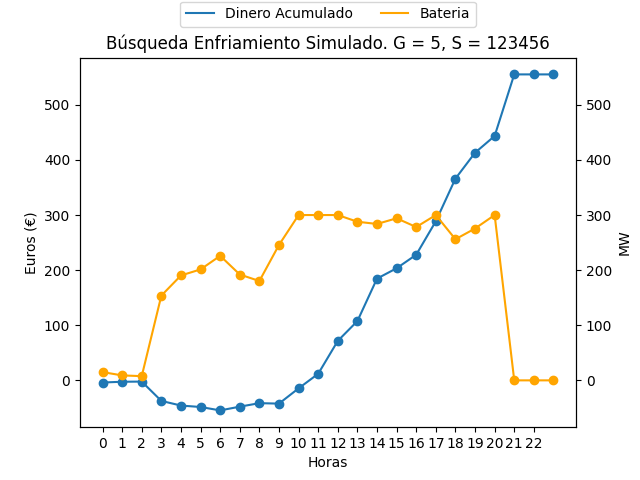 Dinero Acumulado Bateria
Búsqueda Enfriamiento Simulado. G = 5, S = 123456
500 500
400 400
300 300
200 200
100 100
0 0
Euros (€)
MW
0 1 2 3 4 5 6 7 8 9 10 11 12 13 14 15 16 17 18 19 20 21 22
Horas